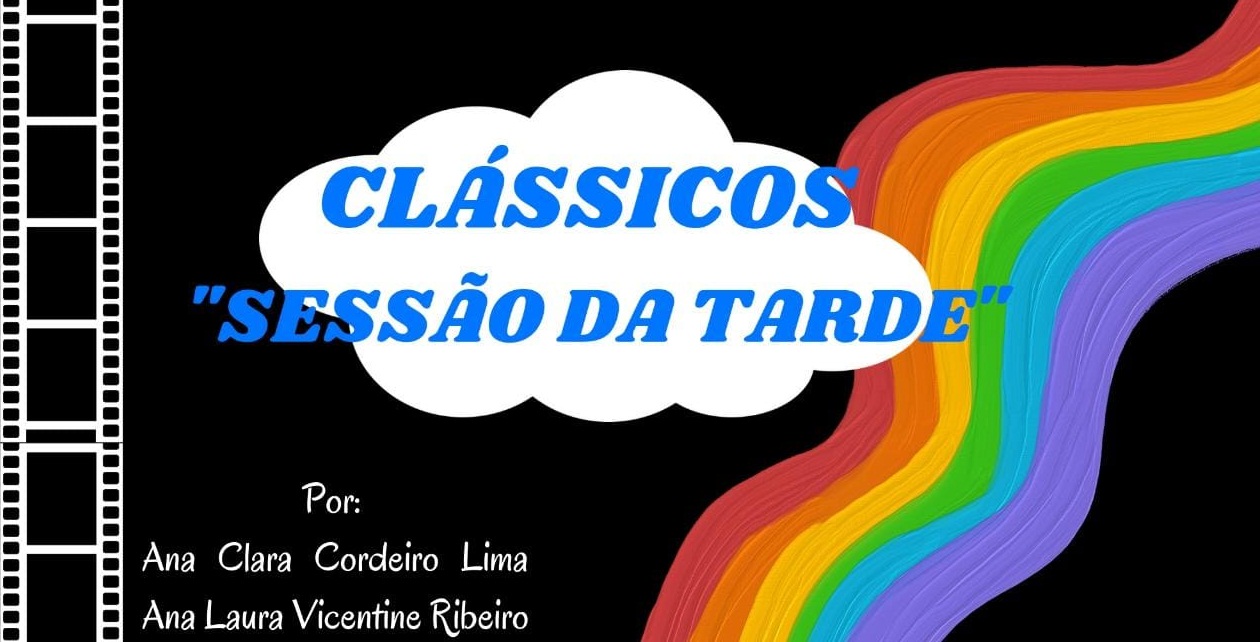 CLÁSSICOS
"SESSÃO DA TARDE"
Por:
Ana Clara Cordeiro Lima
Ana Laura Vicentine Ribeiro